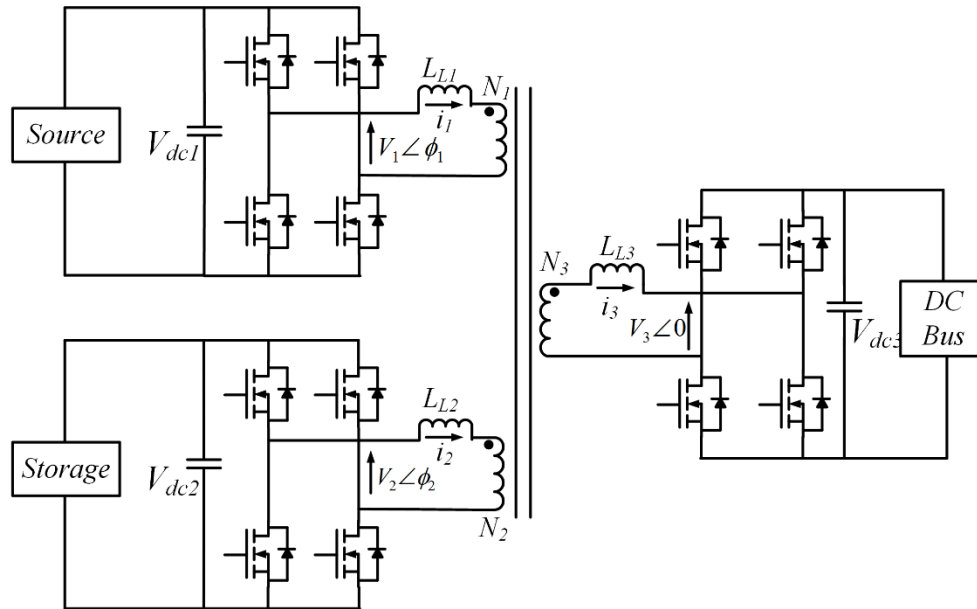 Source
V_dc1
L_L1
N_1
i_1
V_1∠ϕ_1
Storage
V_dc2
L_L2
i_2
V_2∠ϕ_2
N_2
N_3
L_L3
i_3
V_3∠0
V_dc3
DC
Bus